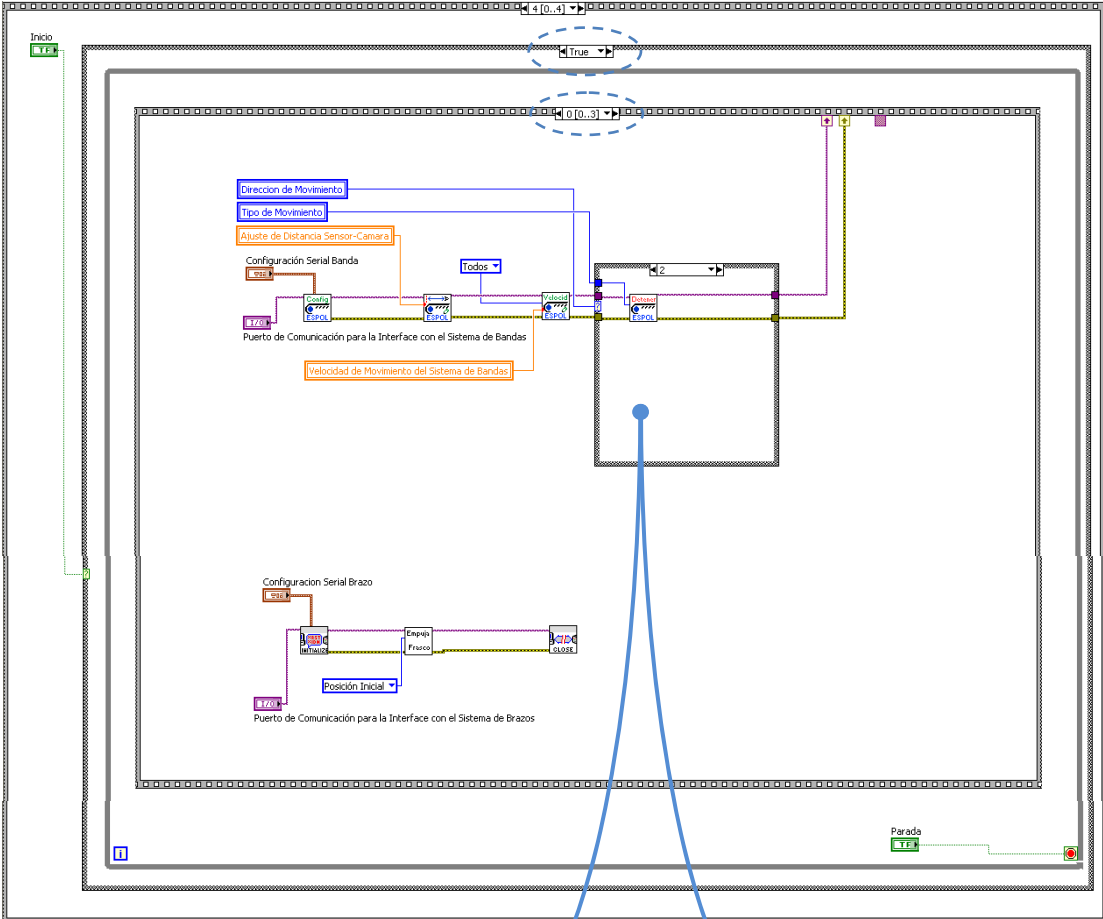 4 [0..4]
Inicio
TF
True
0 [0..3]
Direccion de Movimiento
Tipo de Movimiento
Ajuste de Distancia Sensor-Camara
Configuración Serial Banda
Todos
2
Config
ESPOL
ESPOL
Velocid
ESPOL
Detener
ESPOL
I/O
Puerto de Comunicación para la Interface con el Sistema de Bandas
Velocidad de Movimiento del Sistema de Bandas
Configuracion Serial Brazo
INITIALIZE
Empuja
Frasco
CLOSE
Posición Inicial
I/O
Puerto de Comunicación para la Interface con el Sistema de Brazos
Parada
TF
i